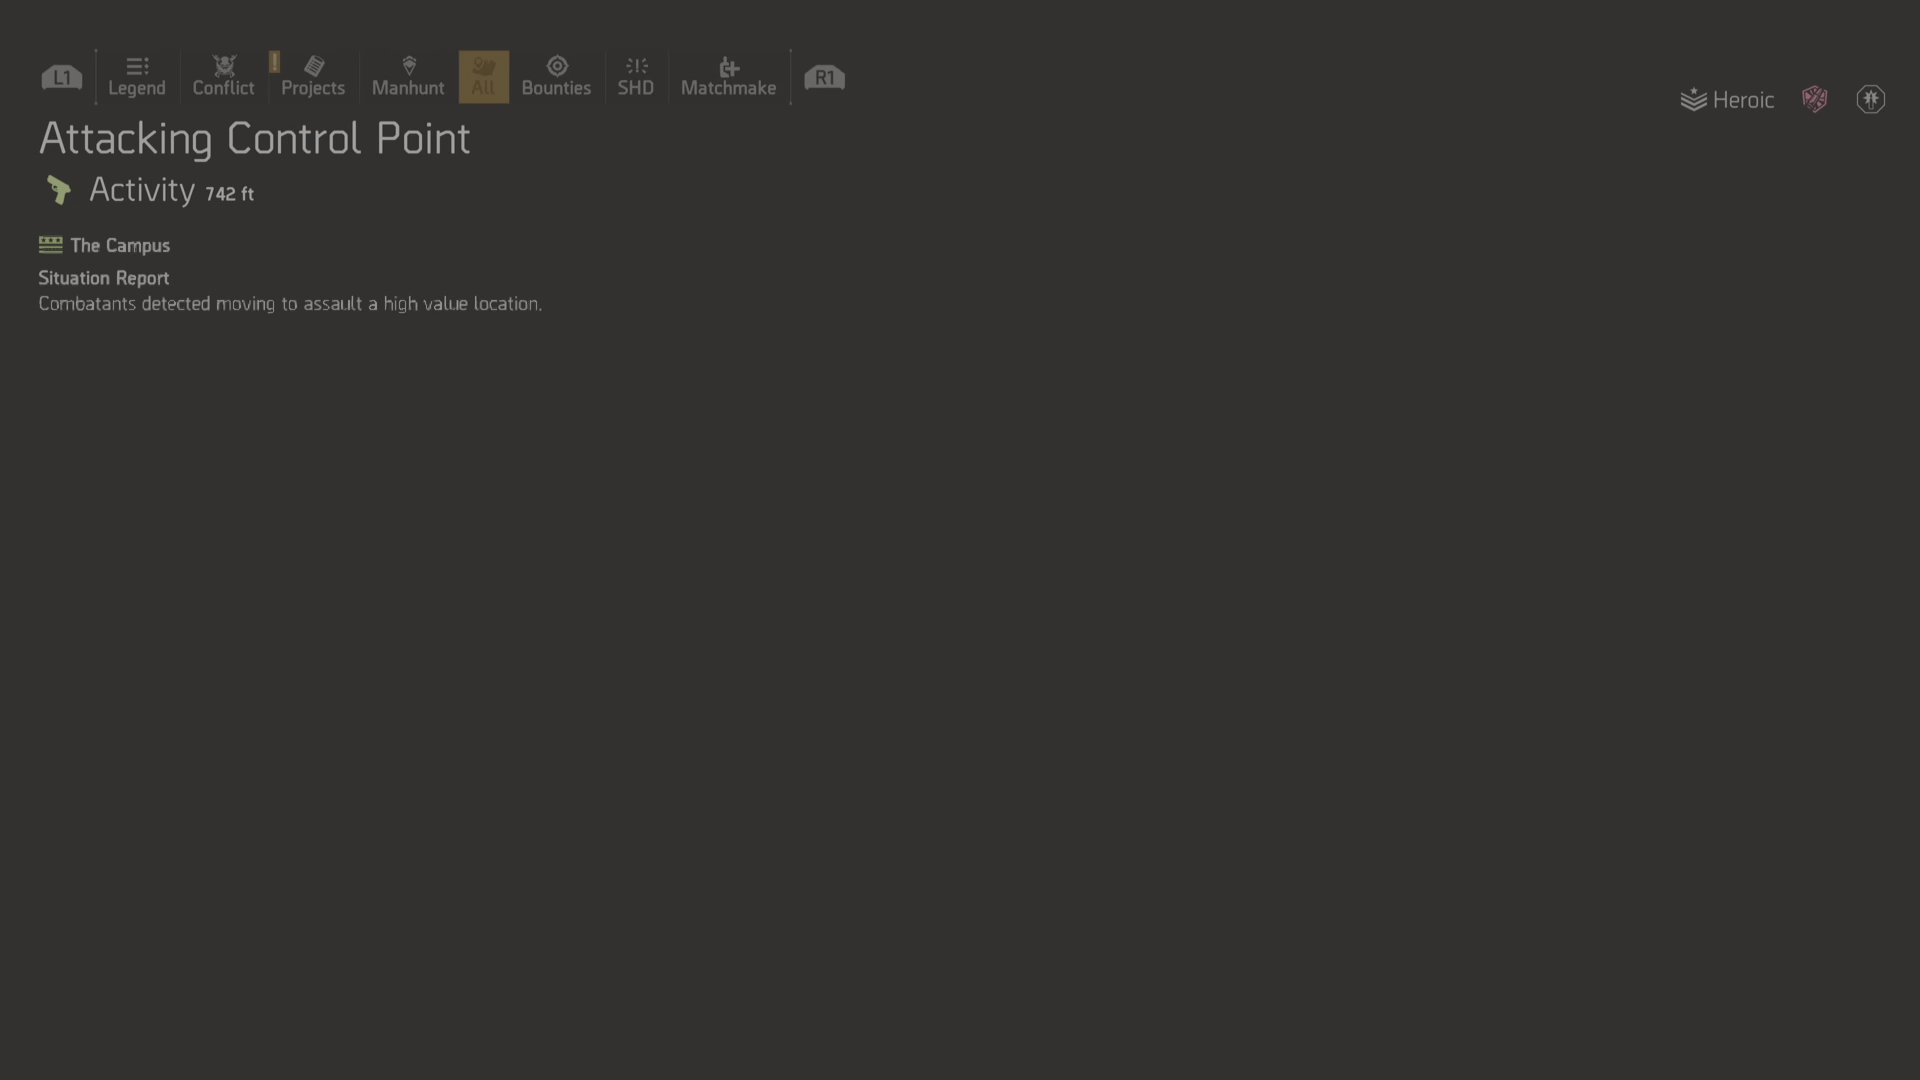 L1 Legend Conflict ! Projects Manhunt All Bounties SHD Matchmake R1
Heroic
Attacking Control Point
Activity 742 ft
The Campus
Situation Report
Combatants detected moving to assault a high value location.